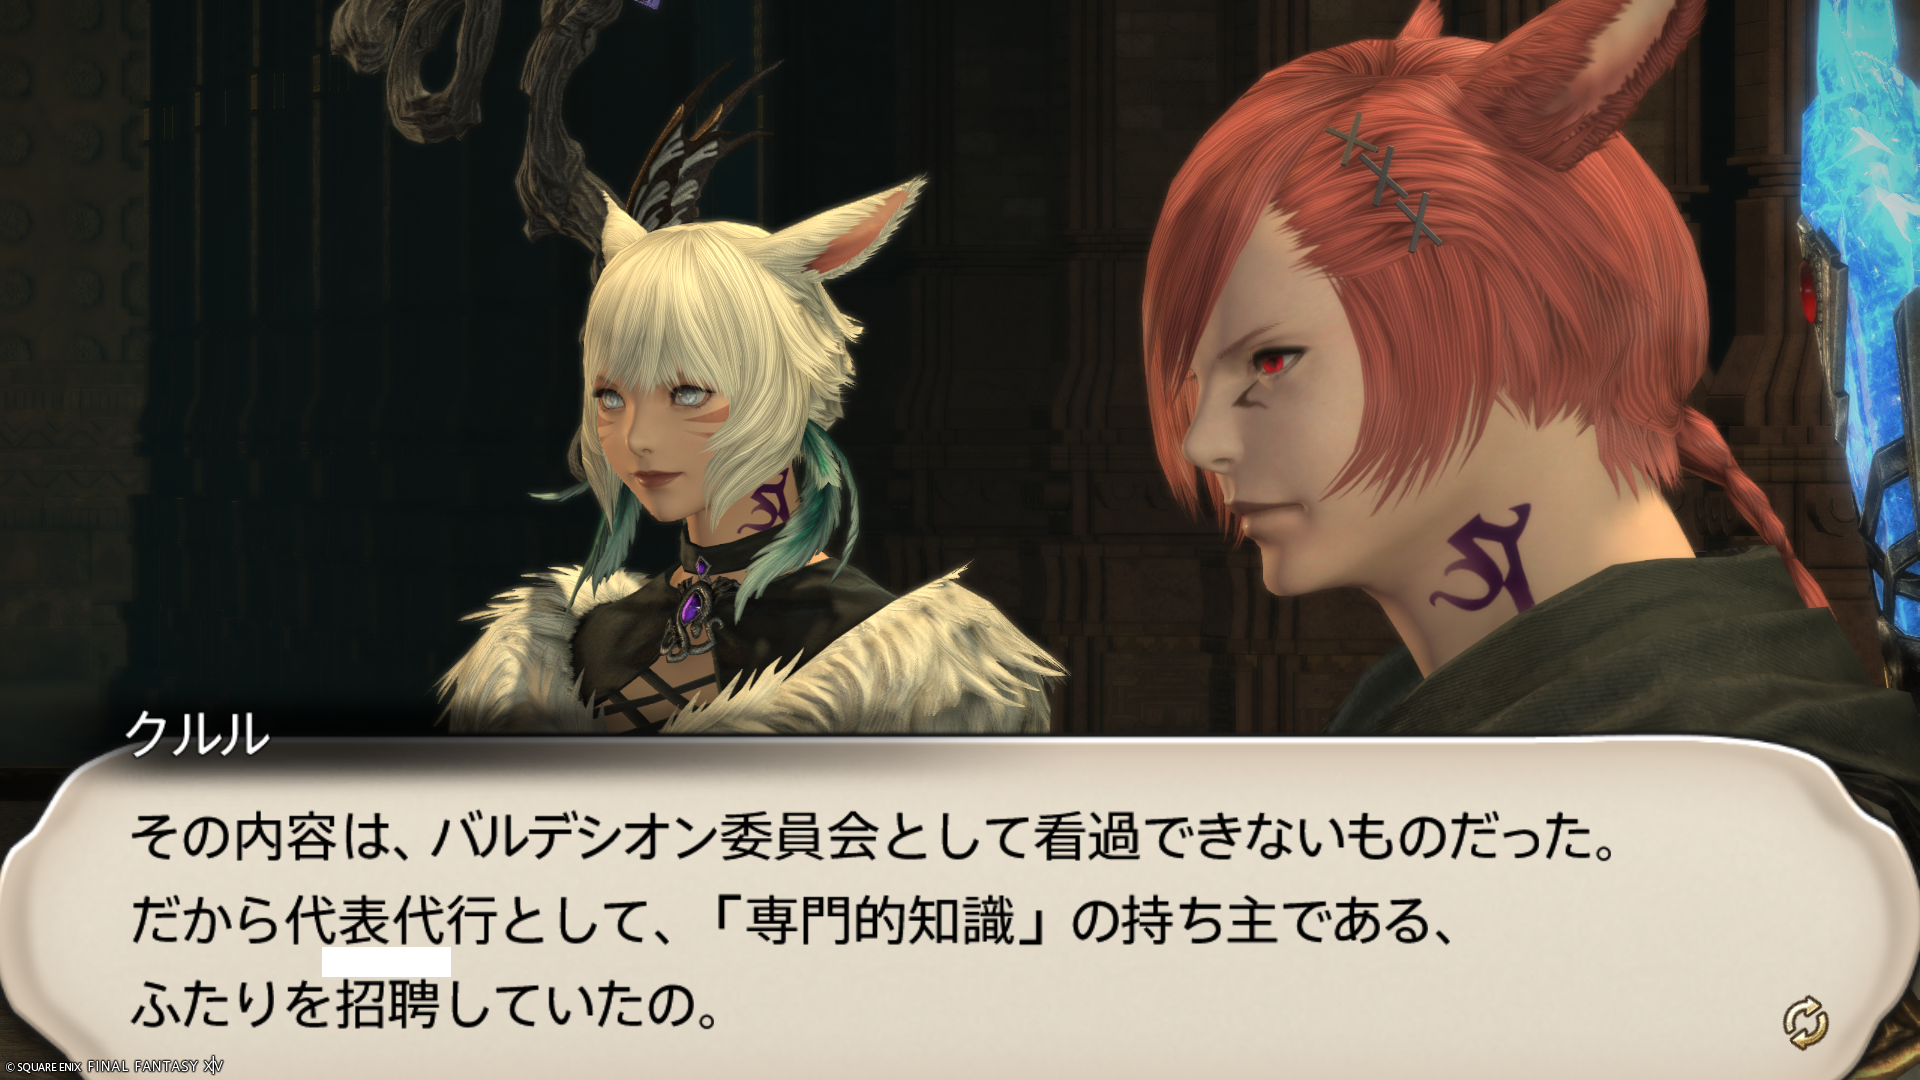 クルル
その内容は、バルデシオン委員会として看過できないものだった。
だから代表代行として、「専門的知識」の持ち主である、
ふたりを招聘していたの。
© SQUARE ENIX FINAL FANTASY XIV